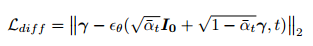 ℒ_{diff} = ‖γ − ϵ_θ(√ᾱ_t I_0 + √(1 − ᾱ_t) γ, t)‖_2